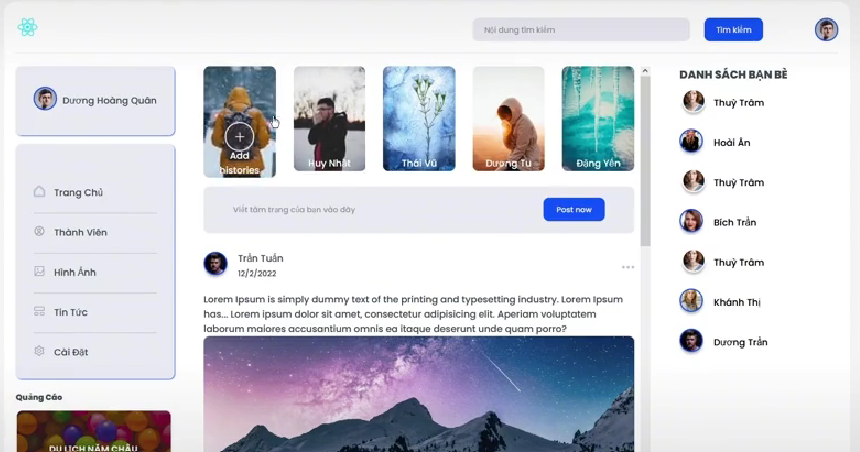 Nội dung tìm kiếm
Tìm kiếm
Dương Hoàng Quân
Trang Chủ
Thành Viên
Hình Ảnh
Tin Tức
Cài Đặt
Quảng Cáo
DU LỊCH NĂM CHÂU
Add
histories
Huy Nhật
Thái Vũ
Dương Tu
Đặng Yến
Viết tâm trạng của bạn vào đây
Post now
Trần Tuấn
12/2/2022
Lorem Ipsum is simply dummy text of the printing and typesetting industry. Lorem Ipsum
has... Lorem ipsum dolor sit amet, consectetur adipisicing elit. Aperiam voluptatem
laborum maiores accusantium omnis ea itaque deserunt unde quam porro?
DANH SÁCH BẠN BÈ
Thuỳ Trâm
Hoài Ân
Thuỳ Trâm
Bích Trần
Thuỳ Trâm
Khánh Thị
Dương Trần